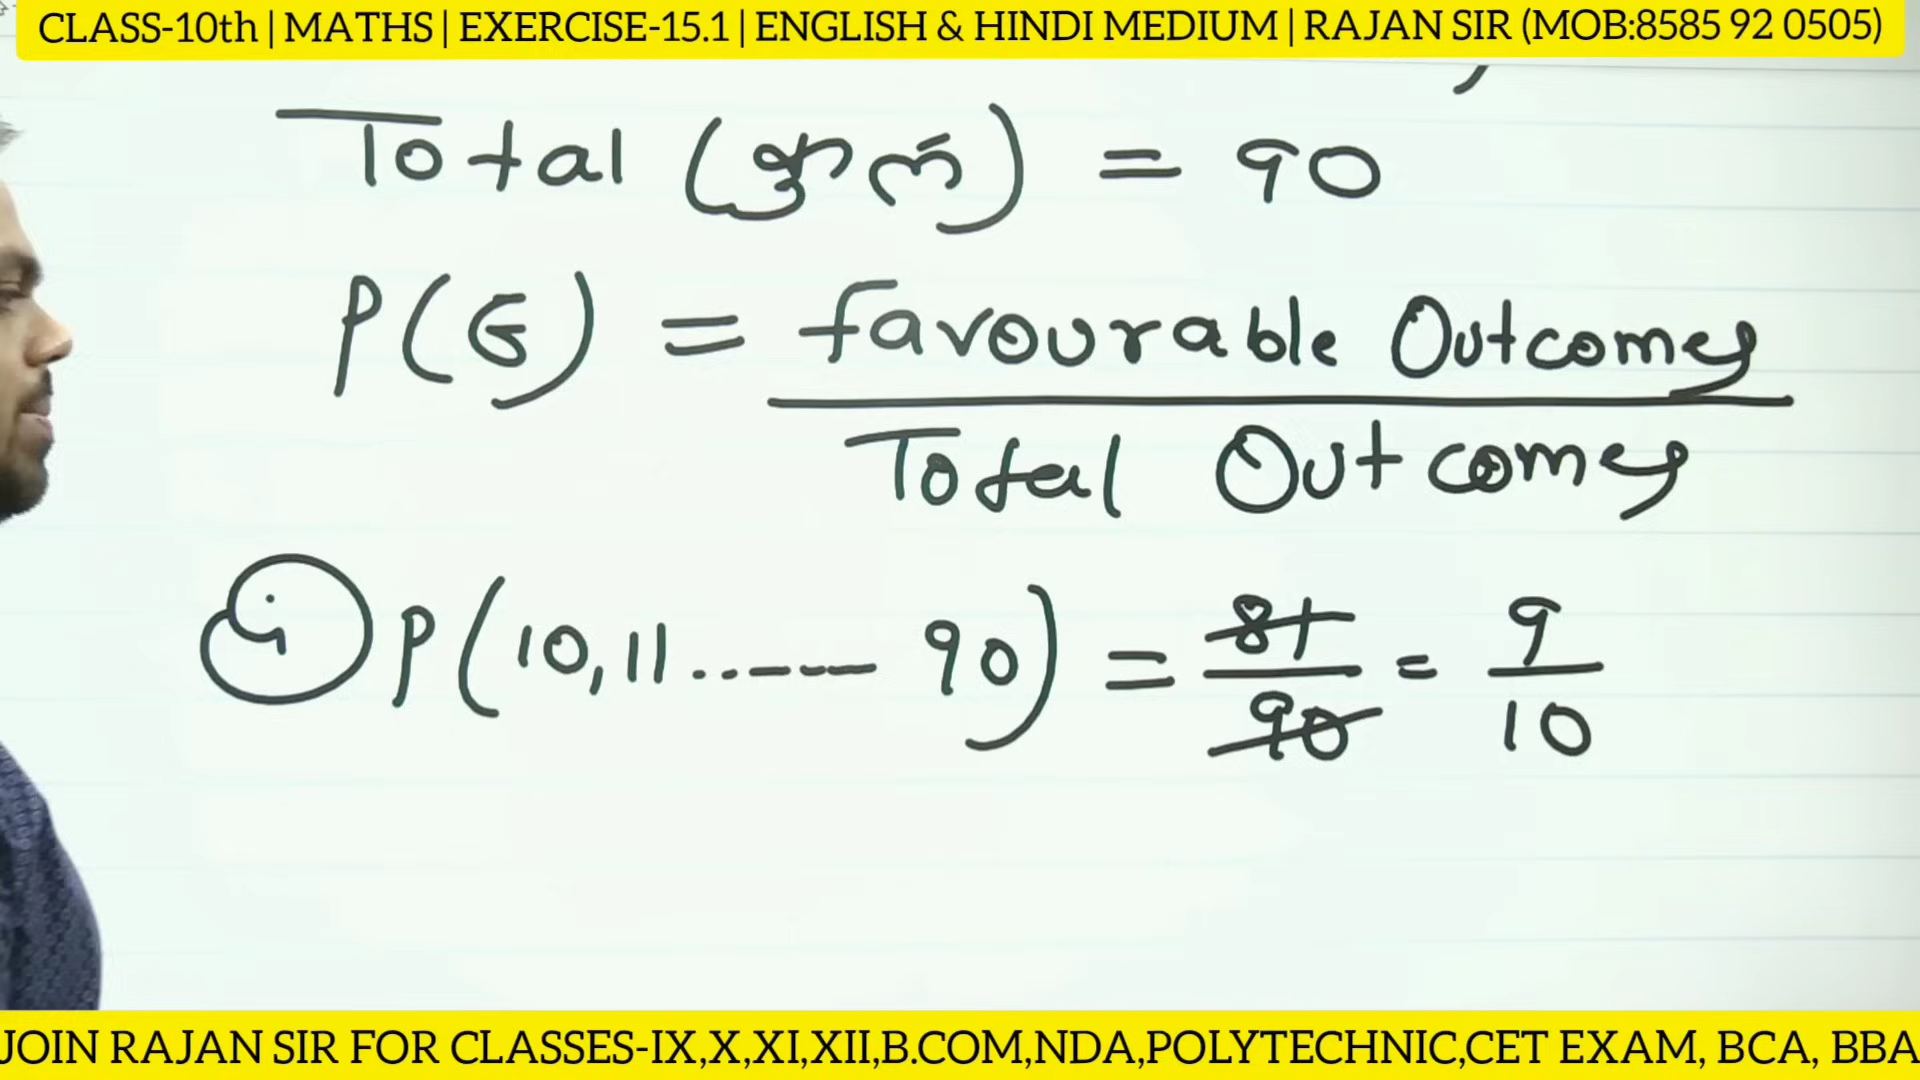 CLASS-10th | MATHS | EXERCISE-15.1 | ENGLISH & HINDI MEDIUM | RAJAN SIR (MOB:8585 92 0505)
Total ( ) = 90
P(E) = favourable Outcomes
Total Outcomes
i P(10, 11 ........ 90) = 81/90 = 9/10
JOIN RAJAN SIR FOR CLASSES-IX,X,XI,XII,B.COM,NDA,POLYTECHNIC,CET EXAM, BCA, BBA